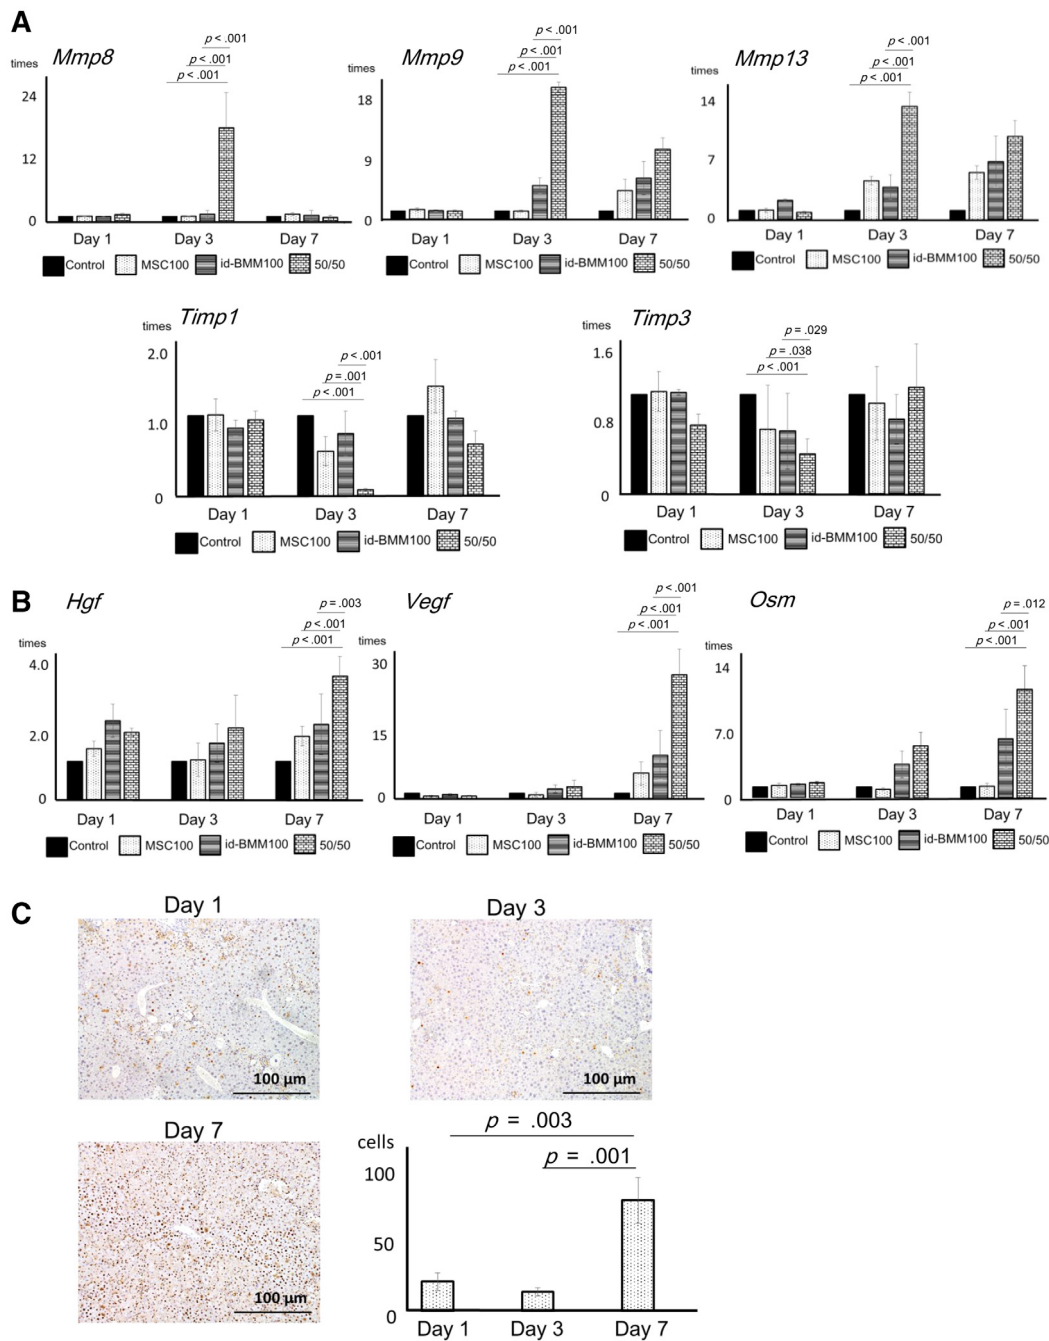 A
Mmp8
times
p < .001
p < .001
p < .001
24
12
0
Day 1 Day 3 Day 7
Control MSC100 id-BMM100 50/50
Mmp9
times
p < .001
p < .001
p < .001
18
9
0
Day 1 Day 3 Day 7
Control MSC100 id-BMM100 50/50
Mmp13
times
p < .001
p < .001
p < .001
14
7
0
Day 1 Day 3 Day 7
Control MSC100 id-BMM100 50/50
Timp1
times
p < .001
p = .001
p < .001
2.0
1.0
0
Day 1 Day 3 Day 7
Control MSC100 id-BMM100 50/50
Timp3
times
p = .029
p = .038
p < .001
1.6
0.8
0
Day 1 Day 3 Day 7
Control MSC100 id-BMM100 50/50
B
Hgf
times
p = .003
p < .001
p < .001
4.0
2.0
0
Day 1 Day 3 Day 7
Control MSC100 id-BMM100 50/50
Vegf
times
p < .001
p < .001
p < .001
30
15
0
Day 1 Day 3 Day 7
Control MSC100 id-BMM100 50/50
Osm
times
p = .012
p < .001
p < .001
14
7.0
0
Day 1 Day 3 Day 7
Control MSC100 id-BMM100 50/50
C
Day 1
100 µm
Day 3
100 µm
Day 7
100 µm
cells
p = .003
p = .001
100
50
0
Day 1 Day 3 Day 7